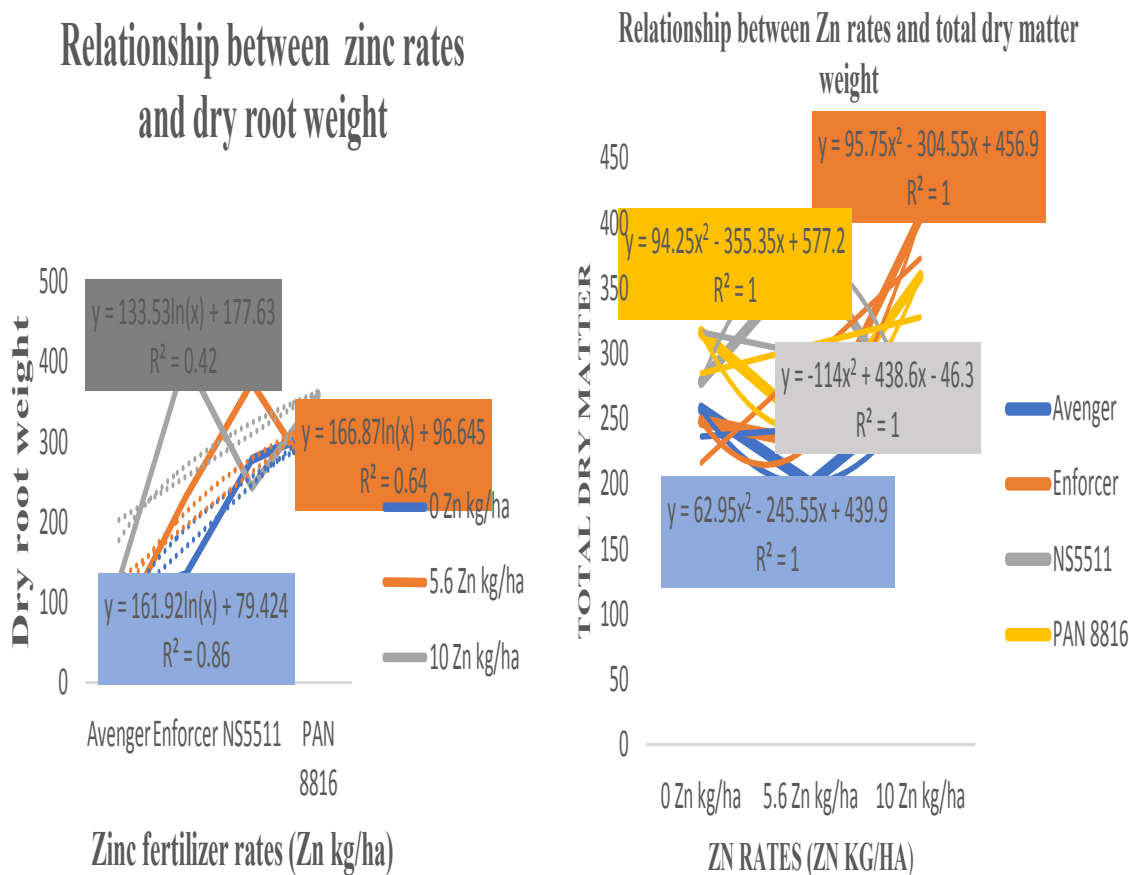 Relationship between zinc rates
and dry root weight
Dry root weight
500
400
300
200
100
0
y = 133.53ln(x) + 177.63
R² = 0.42
y = 166.87ln(x) + 96.645
R² = 0.64
y = 161.92ln(x) + 79.424
R² = 0.86
0 Zn kg/ha
5.6 Zn kg/ha
10 Zn kg/ha
Avenger Enforcer NS5511 PAN
8816
Zinc fertilizer rates (Zn kg/ha)
Relationship between Zn rates and total dry matter
weight
TOTAL DRY MATTER
450
400
350
300
250
200
150
100
50
0
y = 95.75x² - 304.55x + 456.9
R² = 1
y = 94.25x² - 355.35x + 577.2
R² = 1
y = -114x² + 438.6x - 46.3
R² = 1
y = 62.95x² - 245.55x + 439.9
R² = 1
Avenger
Enforcer
NS5511
PAN 8816
0 Zn kg/ha 5.6 Zn kg/ha 10 Zn kg/ha
ZN RATES (ZN KG/HA)